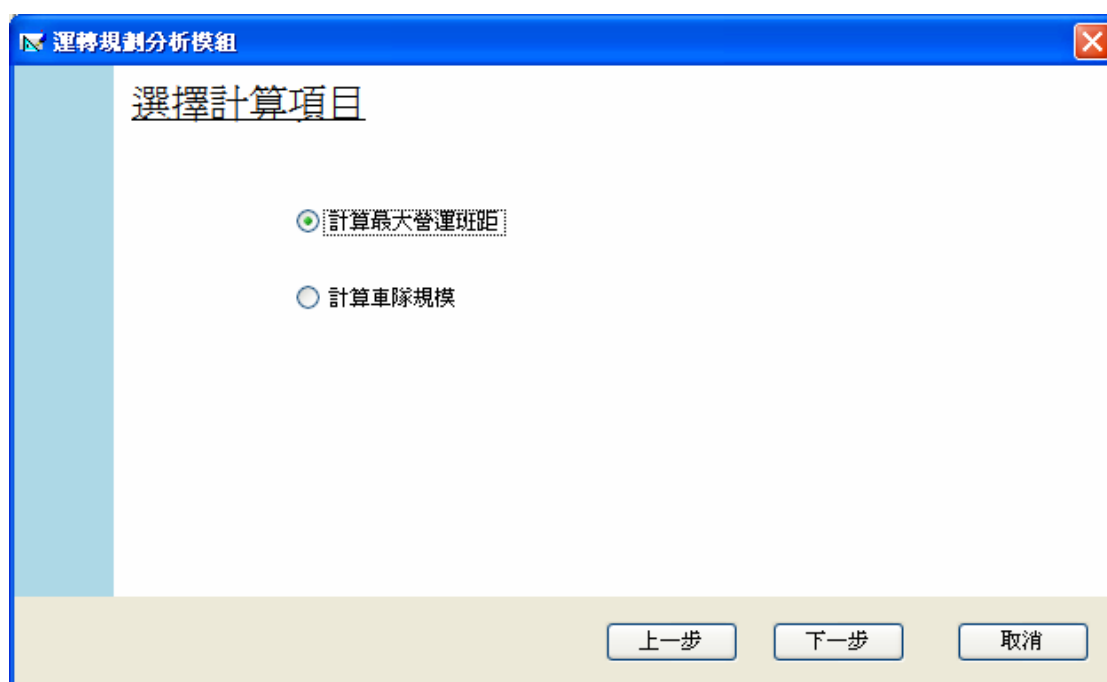 運轉規劃分析模組
選擇計算項目
計算最大營運班距
計算車隊規模
上一步 下一步 取消